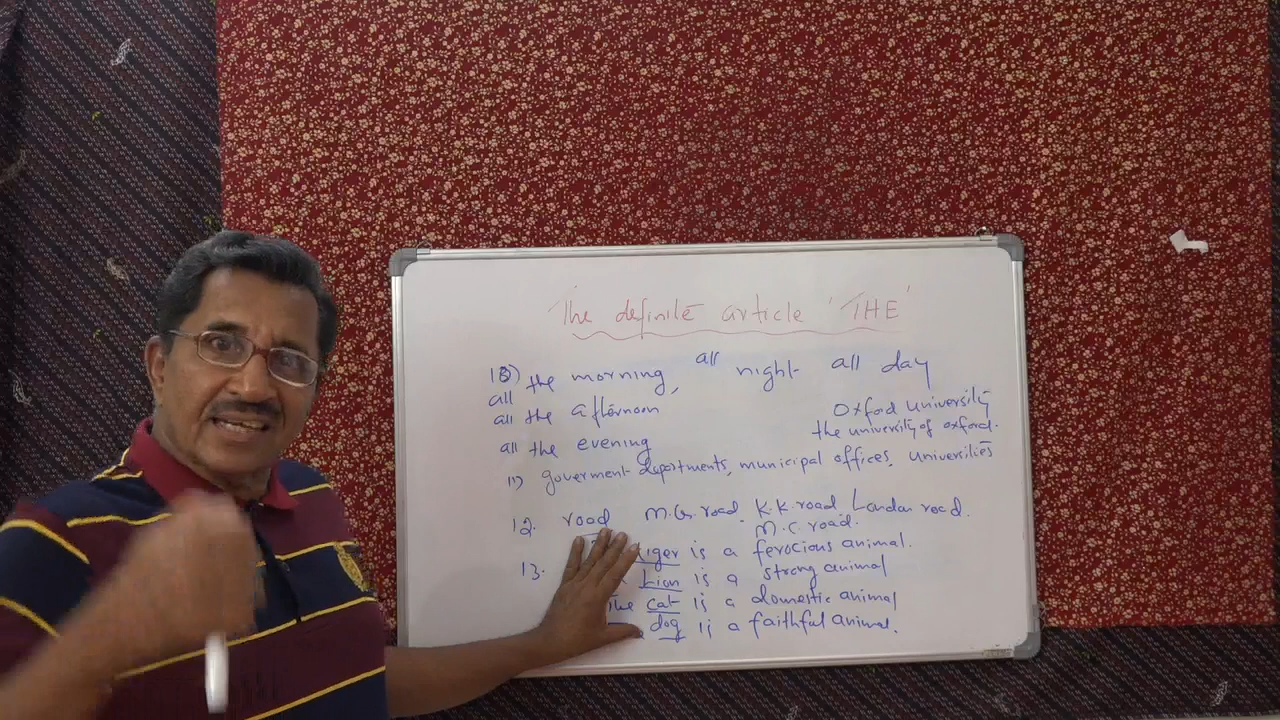 The definite article 'THE'
10) the morning, all night all day
all
all the afternoon
Oxford university
the university of oxford.
all the evening
11) goverment departments, municipal offices, universities
12. road M.G. road. K.K. road London road.
M.C. road.
13. tiger is a ferocious animal.
Lion is a strong animal
The cat is a domestic animal
dog is a faithful animal.